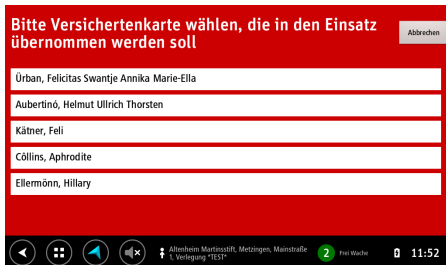 Bitte Versichertenkarte wählen, die in den Einsatz
übernommen werden soll
Abbrechen
Ürban, Felicitas Swantje Annika Marie-Ella
Aubertinó, Helmut Ullrich Thorsten
Kätner, Feli
Côllins, Aphrodite
Ellermönn, Hillary
Altenheim Martinsstift, Metzingen, Mainstraße
1, Verlegung *TEST*
2 Frei Wache
11:52